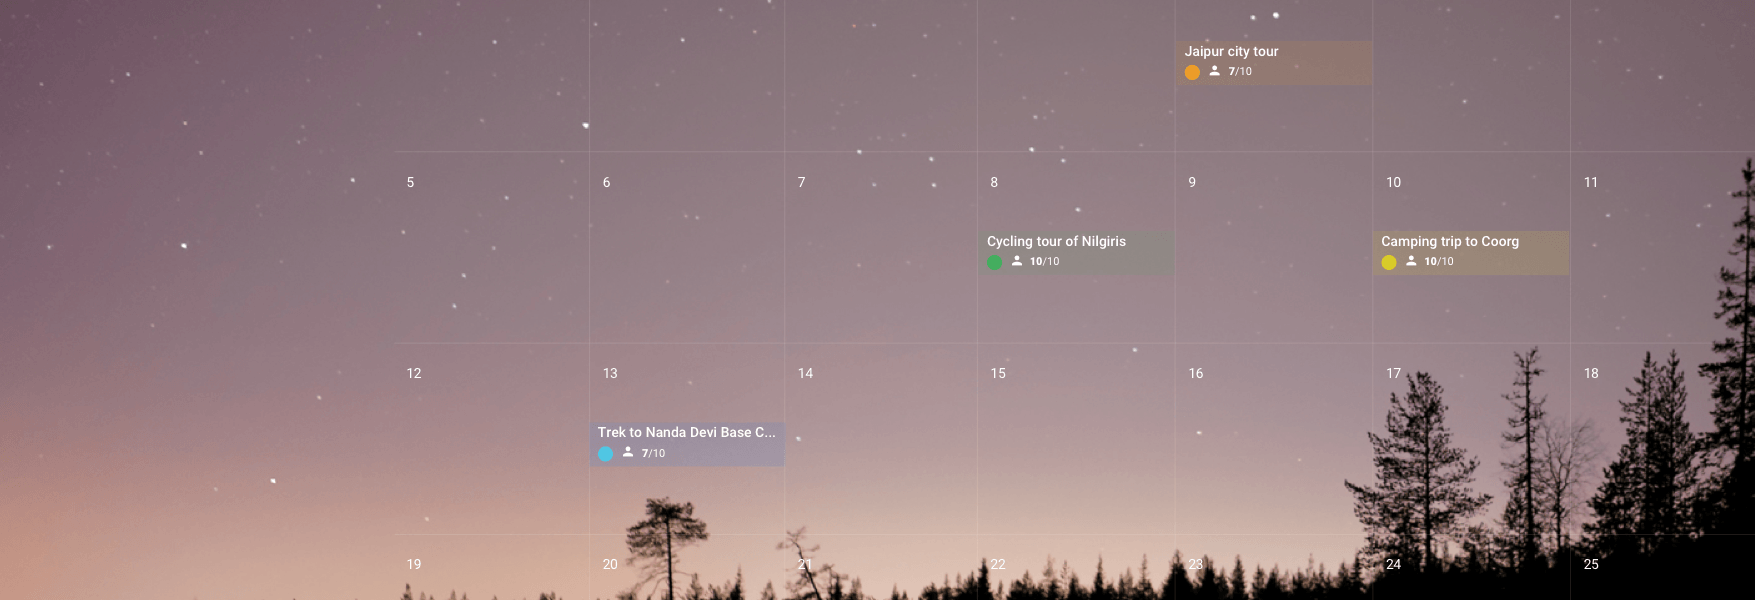 Jaipur city tour
7/10
5 6 7 8 9 10 11
Cycling tour of Nilgiris
10/10
Camping trip to Coorg
10/10
12 13 14 15 16 17 18
Trek to Nanda Devi Base C...
7/10
19 20 21 22 23 24 25